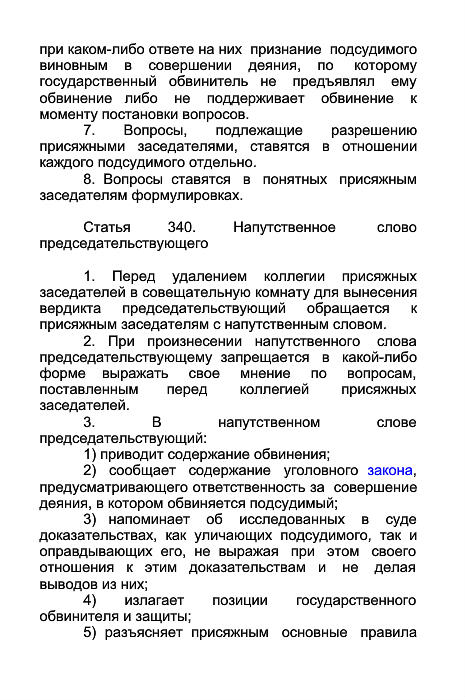 при каком-либо ответе на них признание подсудимого
виновным в совершении деяния, по которому
государственный обвинитель не предъявлял ему
обвинение либо не поддерживает обвинение к
моменту постановки вопросов.
7. Вопросы, подлежащие разрешению
присяжными заседателями, ставятся в отношении
каждого подсудимого отдельно.
8. Вопросы ставятся в понятных присяжным
заседателям формулировках.
Статья 340. Напутственное слово
председательствующего
1. Перед удалением коллегии присяжных
заседателей в совещательную комнату для вынесения
вердикта председательствующий обращается к
присяжным заседателям с напутственным словом.
2. При произнесении напутственного слова
председательствующему запрещается в какой-либо
форме выражать свое мнение по вопросам,
поставленным перед коллегией присяжных
заседателей.
3. В напутственном слове
председательствующий:
1) приводит содержание обвинения;
2) сообщает содержание уголовного закона,
предусматривающего ответственность за совершение
деяния, в котором обвиняется подсудимый;
3) напоминает об исследованных в суде
доказательствах, как уличающих подсудимого, так и
оправдывающих его, не выражая при этом своего
отношения к этим доказательствам и не делая
выводов из них;
4) излагает позиции государственного
обвинителя и защиты;
5) разъясняет присяжным основные правила